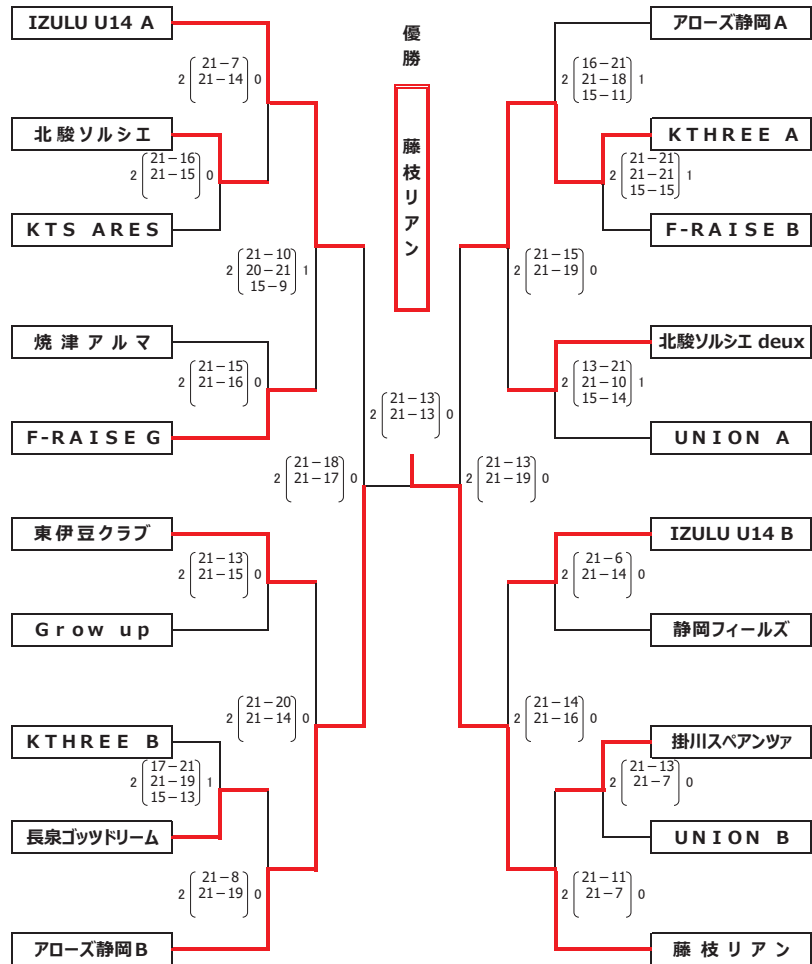 IZULU U14 A
2 21-7 0
21-14
北駿ソルシエ
2 21-16 0
21-15
KTS ARES
2 21-10 1
20-21
15-9
焼津アルマ
2 21-15 0
21-16
F-RAISE G
2 21-18 0
21-17
東伊豆クラブ
2 21-13 0
21-15
Grow up
2 21-20 0
21-14
KTHREE B
2 17-21 1
21-19
15-13
長泉ゴッツドリーム
2 21-8 0
21-19
アローズ静岡B
優勝
藤枝リアン
2 21-13 0
21-13
アローズ静岡A
2 16-21 1
21-18
15-11
KTHREE A
2 21-21 1
21-21
15-15
F-RAISE B
2 21-15 0
21-19
北駿ソルシエ deux
2 13-21 1
21-10
15-14
UNION A
2 21-13 0
21-19
IZULU U14 B
2 21-6 0
21-14
静岡フィールズ
2 21-14 0
21-16
掛川スペアンツァ
2 21-13 0
21-7
UNION B
2 21-11 0
21-7
藤枝リアン